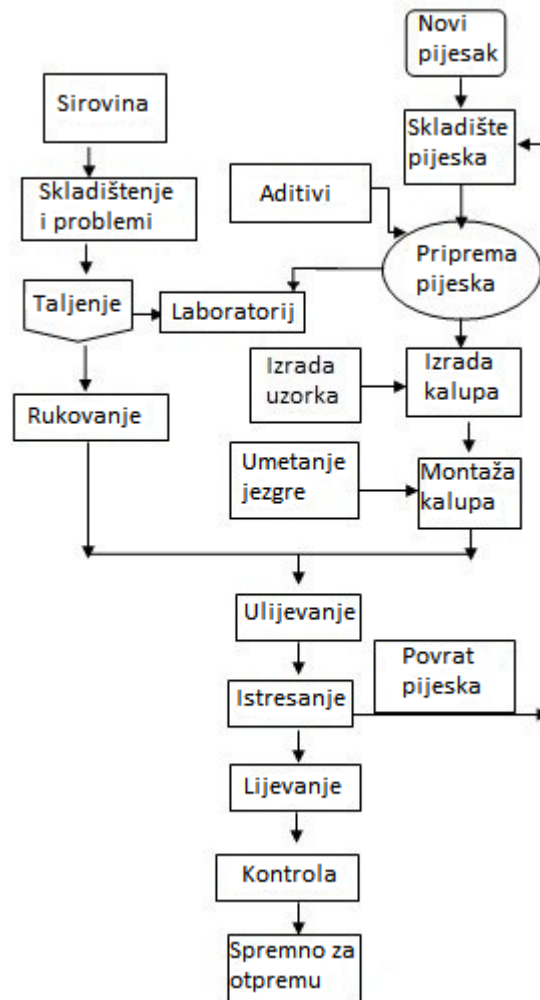 Novi
pijesak
Sirovina
Skladište
pijeska
Skladištenje
i problemi
Aditivi
Priprema
pijeska
Taljenje
Laboratorij
Izrada
uzorka
Izrada
kalupa
Rukovanje
Umetanje
jezgre
Montaža
kalupa
Ulijevanje
Povrat
pijeska
Istresanje
Lijevanje
Kontrola
Spremno za
otpremu